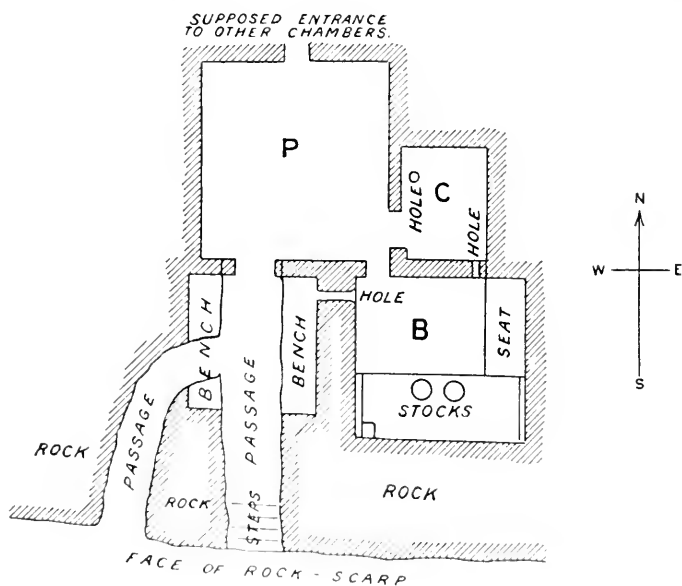 SUPPOSED ENTRANCE
TO OTHER CHAMBERS.
P
C
HOLE
HOLE
N
W
E
S
HOLE
BENCH
BENCH
B
SEAT
STOCKS
PASSAGE
PASSAGE
ROCK
ROCK
ROCK
STEPS
FACE OF ROCK-SCARP